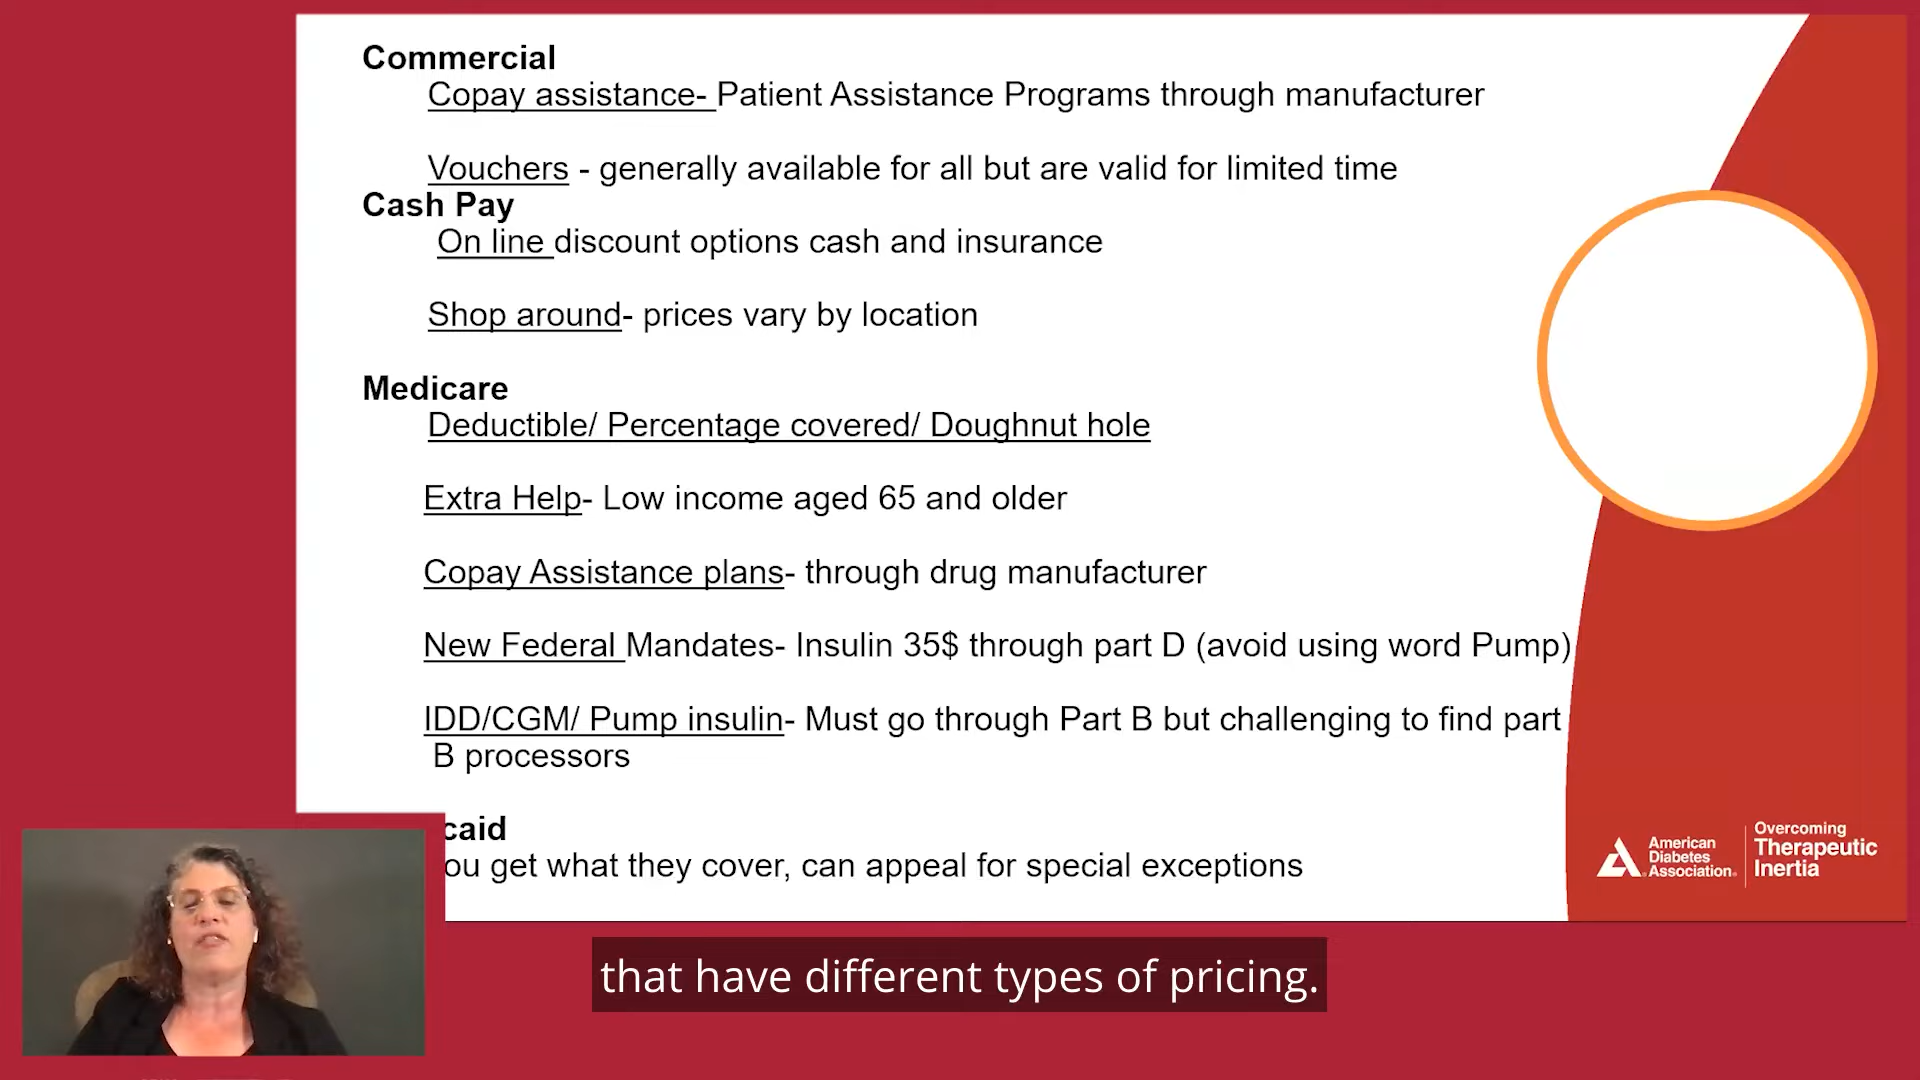 Commercial
Copay assistance- Patient Assistance Programs through manufacturer
Vouchers - generally available for all but are valid for limited time
Cash Pay
On line discount options cash and insurance
Shop around- prices vary by location
Medicare
Deductible/ Percentage covered/ Doughnut hole
Extra Help- Low income aged 65 and older
Copay Assistance plans- through drug manufacturer
New Federal Mandates- Insulin 35$ through part D (avoid using word Pump)
IDD/CGM/ Pump insulin- Must go through Part B but challenging to find part
B processors
caid
ou get what they cover, can appeal for special exceptions
American
Diabetes
Association®
Overcoming
Therapeutic
Inertia
that have different types of pricing.